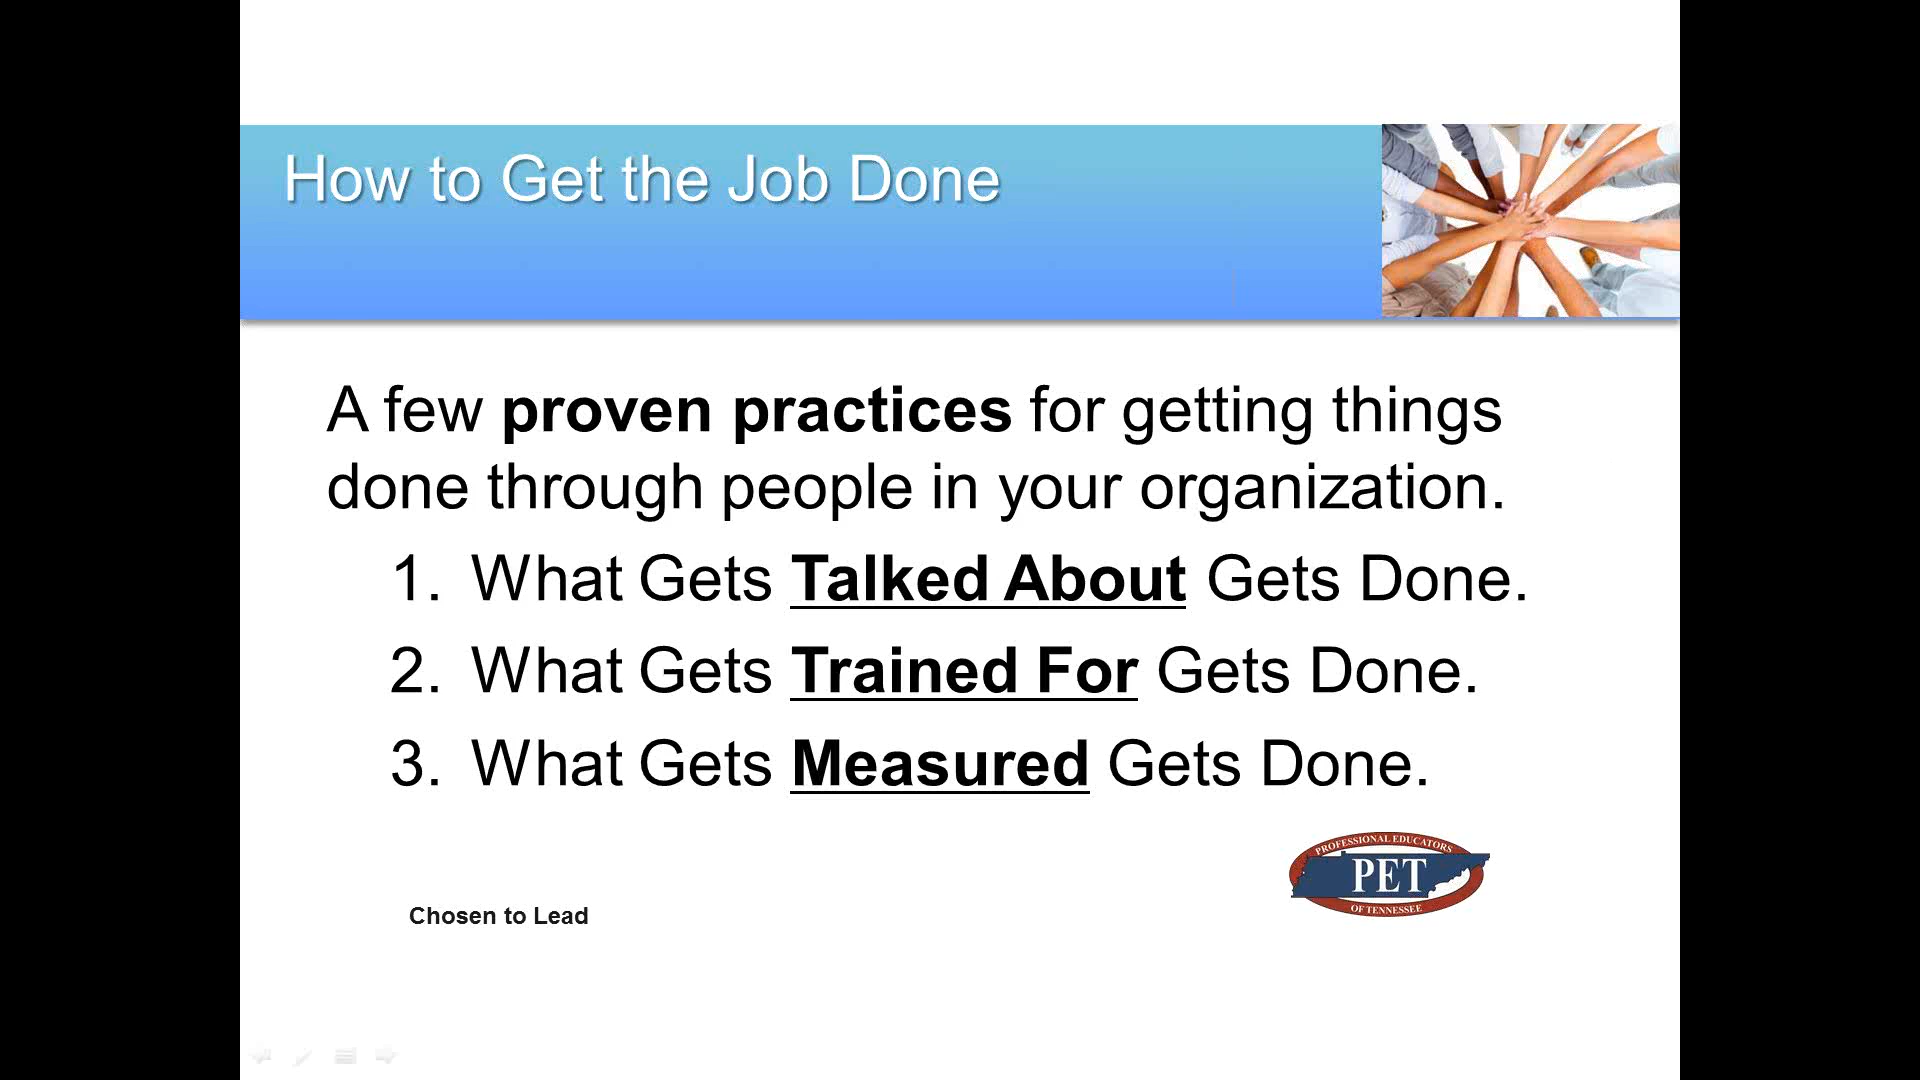 How to Get the Job Done
A few proven practices for getting things
done through people in your organization.
1. What Gets Talked About Gets Done.
2. What Gets Trained For Gets Done.
3. What Gets Measured Gets Done.
PROFESSIONAL EDUCATORS
PET
OF TENNESSEE
Chosen to Lead